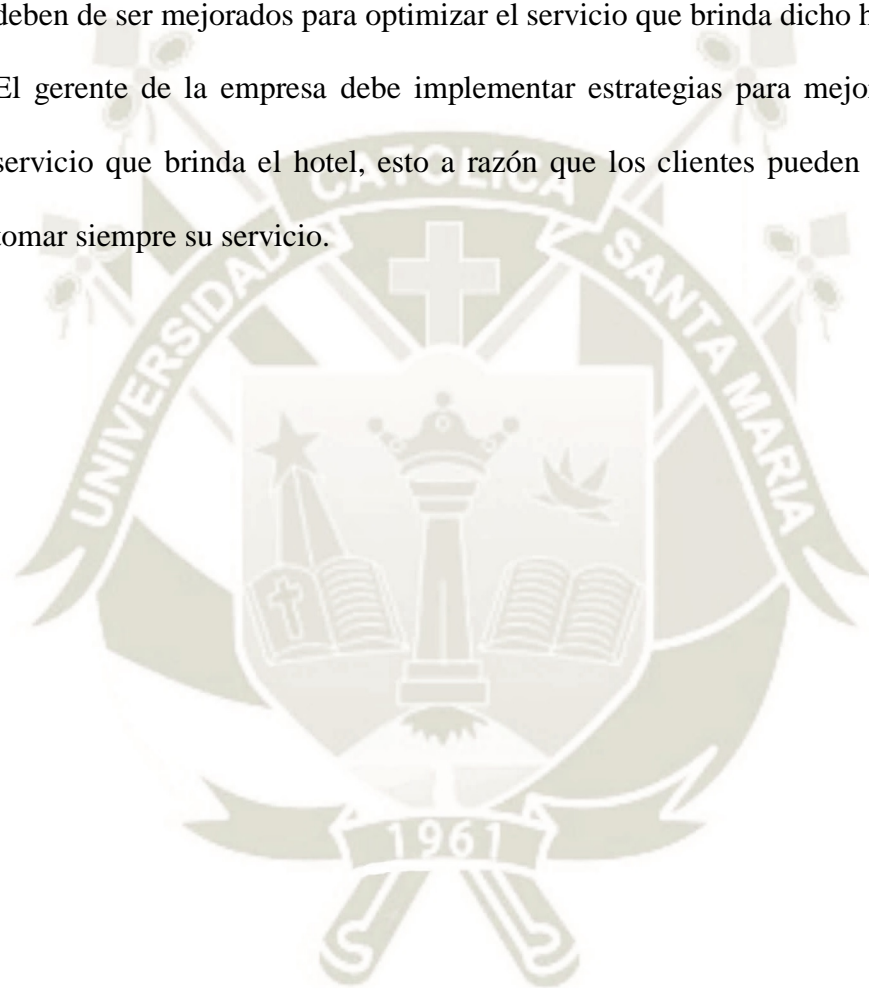 deben de ser mejorados para optimizar el servicio que brinda dicho
El gerente de la empresa debe implementar estrategias para
servicio que brinda el hotel, esto a razón que los clientes pueden
tomar siempre su servicio.
CATOLICA
UNIVERSIDAD
SANTA MARIA
1961